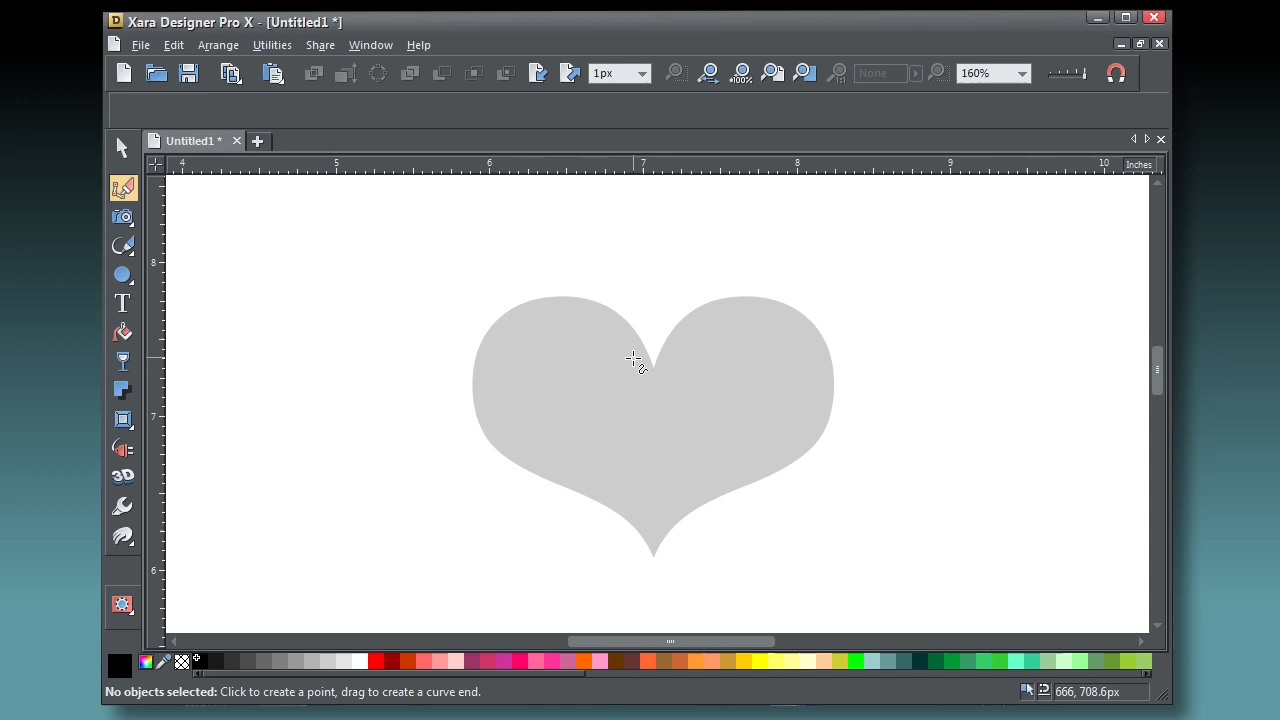 Xara Designer Pro X - [Untitled1 *]
File Edit Arrange Utilities Share Window Help
1px None 160%
Untitled1 *
4 5 6 7 8 9 10 Inches
8
7
6
T
3D
No objects selected: Click to create a point, drag to create a curve end. 666, 708.6px